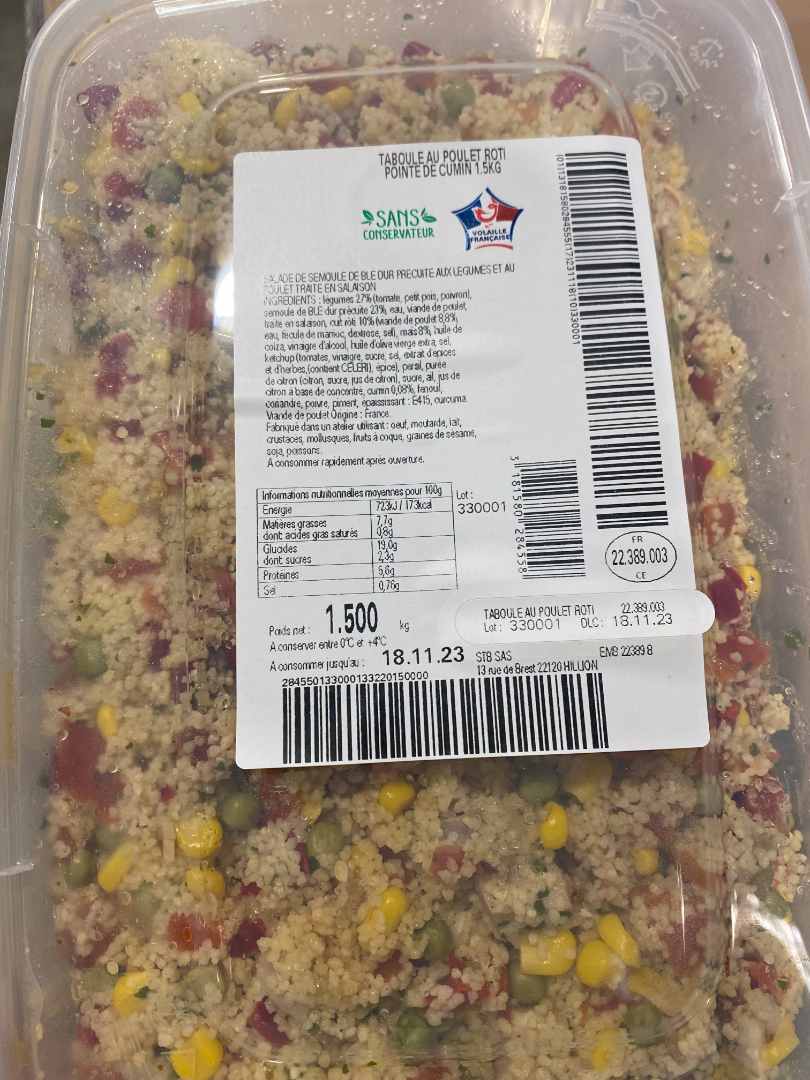 TABOULE AU POULET ROTI
POINTE DE CUMIN 1.5KG
SANS
CONSERVATEUR
VOLAILLE
FRANÇAISE
SALADE DE SEMOULE DE BLE DUR PRECUITE AUX LEGUMES ET AU
POULET TRAITE EN SALAISON
INGREDIENTS : légumes 27% (tomate, petit pois, poivron),
semoule de BLE dur précuite 23%, eau, viande de poulet,
traite en salaison, cuit rôti 10% (viande de poulet 8,8%,
eau, fécule de manioc, dextrose, sel), maïs 8%, huile de
colza, vinagre d'alcool, huile d'olive vierge extra, sel,
ketchup (tomates, vinaigre, sucre, sel, extrait d'epices
et d'herbes, (contient CELERI), épice), persil, purée
de citron (citron, sucre, jus de citron), sucre, ail, jus de
citron à base de concentré, cumin 0,08%, fenouil,
coriandre, poivre, piment, épaississant : E415, curcuma.
Viande de poulet Origine : France.
Fabriqué dans un atelier utilisant : oeuf, moutarde, lait,
crustacés, mollusques, fruits à coque, graines de sésame,
soja, poissons.
A consommer rapidement après ouverture.
Informations nutritionnelles moyennes pour 100g
Energie 723kJ / 173kcal
Matières grasses 7,7g
dont acides gras saturés 0,8g
Glucides 19,0g
dont sucres 2,3g
Protéines 5,6g
Sel 0,76g
Lot :
330001
3 181580 284558
FR
22.389.003
CE
Poids net : 1.500 kg
A conserver entre 0°C et +4°C
A consommer jusqu'au : 18.11.23
TABOULE AU POULET ROTI 22.389.003
Lot : 330001 DLC : 18.11.23
STB SAS EMB 22389 B
13 rue de Brest 22120 HILLION
284550133000133220150000